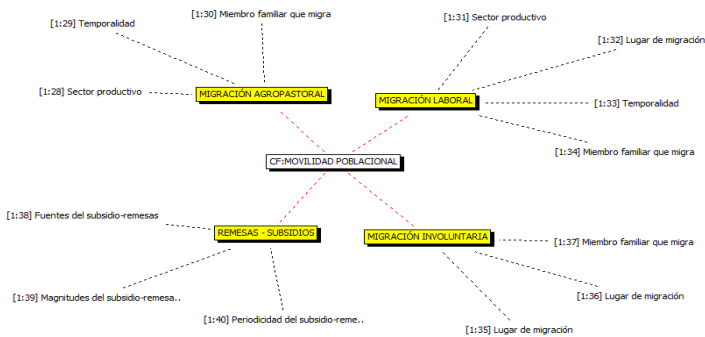 [1:30] Miembro familiar que migra
[1:31] Sector productivo
[1:29] Temporalidad
[1:32] Lugar de migración
[1:28] Sector productivo
MIGRACIÓN AGROPASTORAL
MIGRACIÓN LABORAL
[1:33] Temporalidad
[1:34] Miembro familiar que migra
CF:MOVILIDAD POBLACIONAL
[1:38] Fuentes del subsidio-remesas
REMESAS - SUBSIDIOS
MIGRACIÓN INVOLUNTARIA
[1:37] Miembro familiar que migra
[1:39] Magnitudes del subsidio-remesa..
[1:36] Lugar de migración
[1:40] Periodicidad del subsidio-reme..
[1:35] Lugar de migración